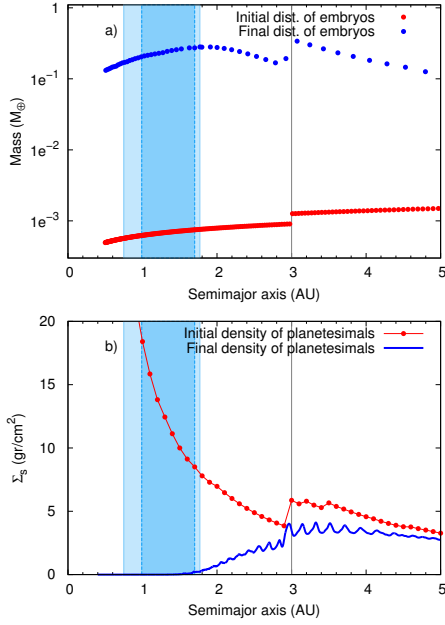 1
1e⁻¹
1e⁻²
1e⁻³
Mass (M⊕)
a)
Initial dist. of embryos
Final dist. of embryos
0 1 2 3 4 5
Semimajor axis (AU)
20
15
10
5
0
Σs (gr/cm²)
b)
Initial density of planetesimals
Final density of planetesimals
0 1 2 3 4 5
Semimajor axis (AU)